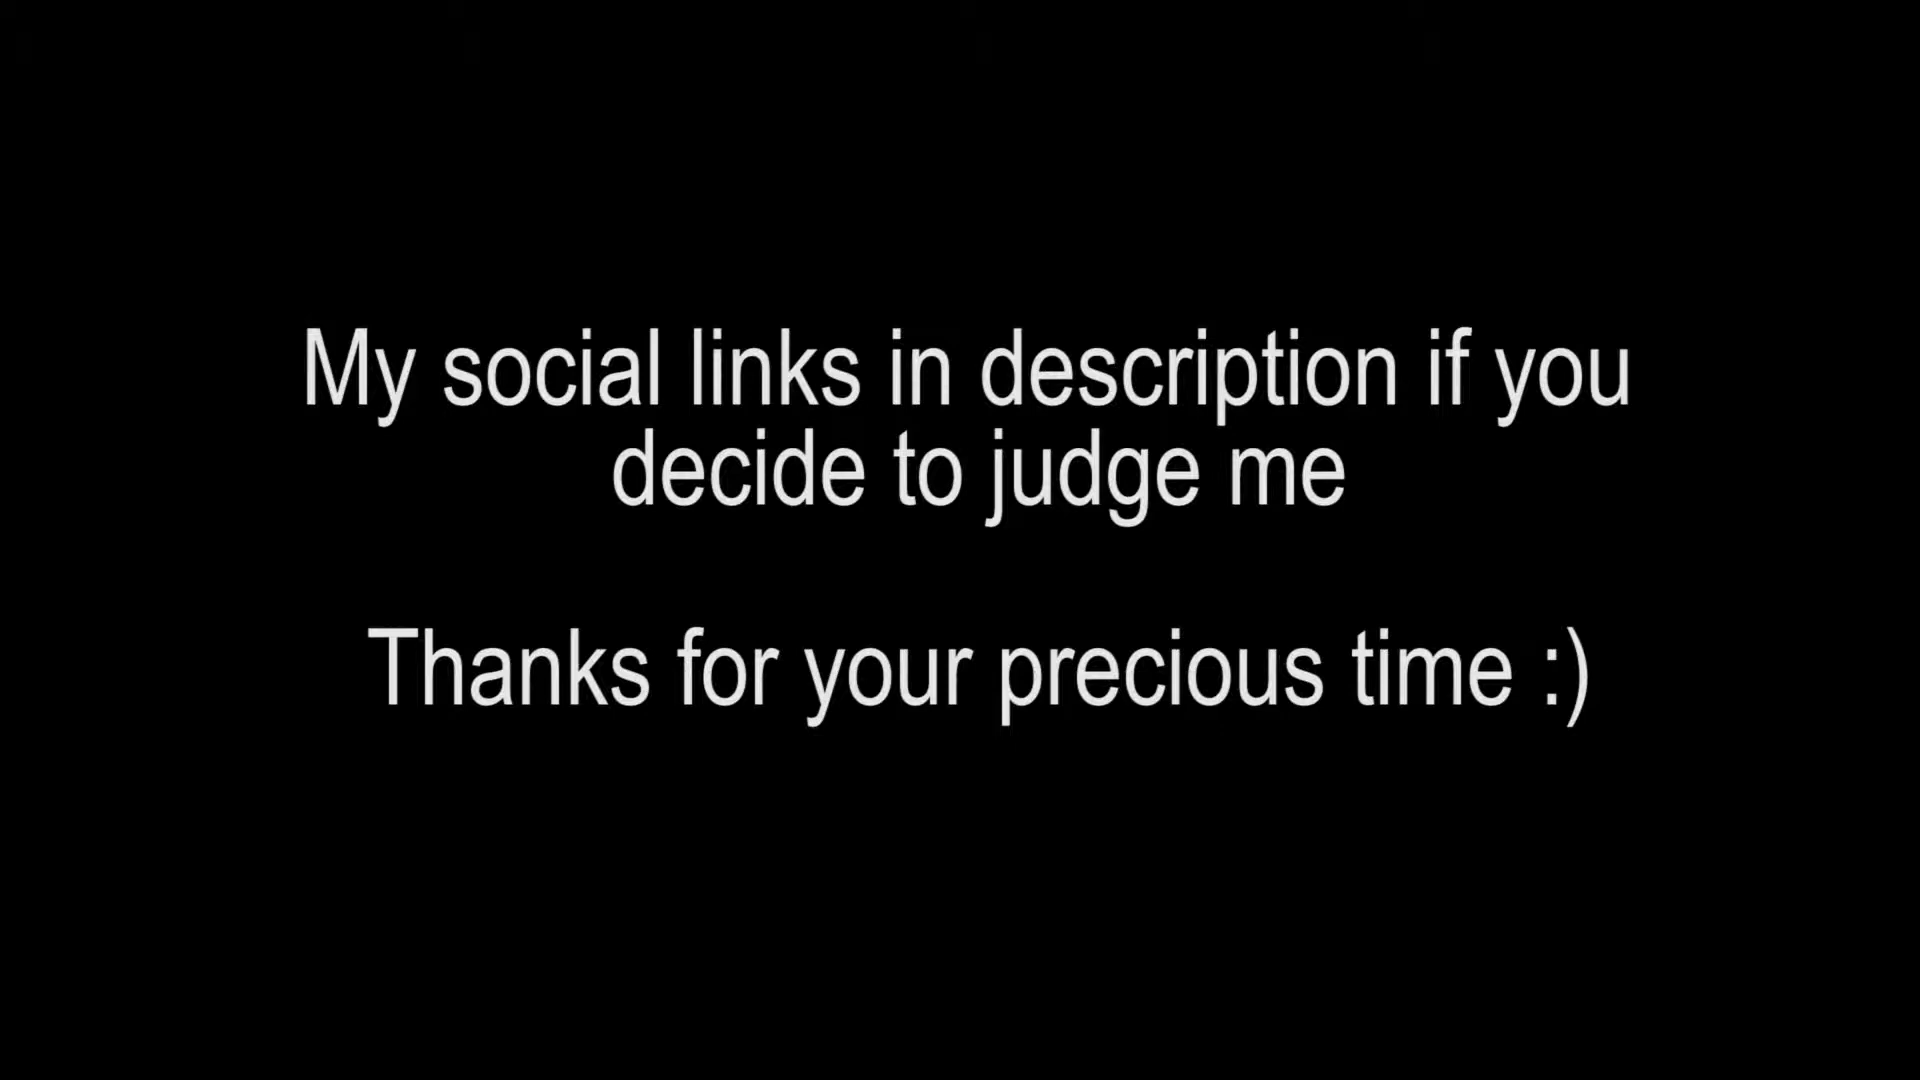 My social links in description if you
decide to judge me
Thanks for your precious time :)